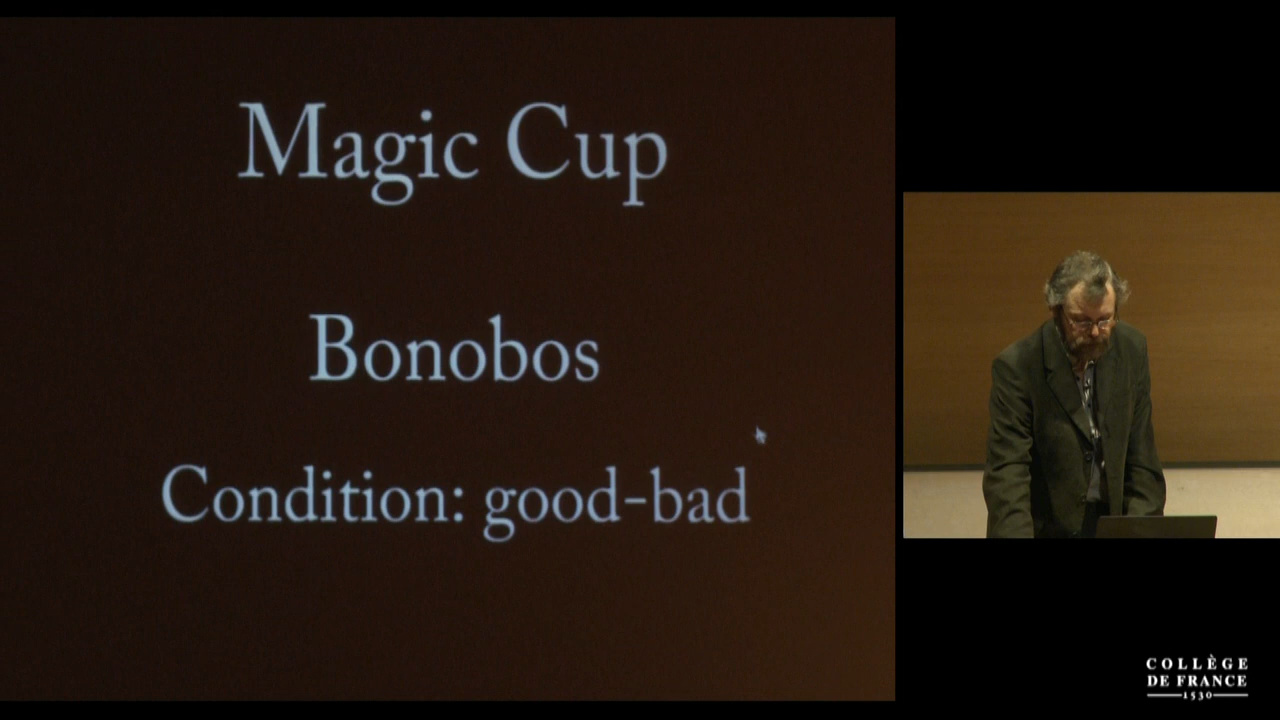 Magic Cup
Bonobos
Condition: good-bad
COLLÈGE
DE FRANCE
1530